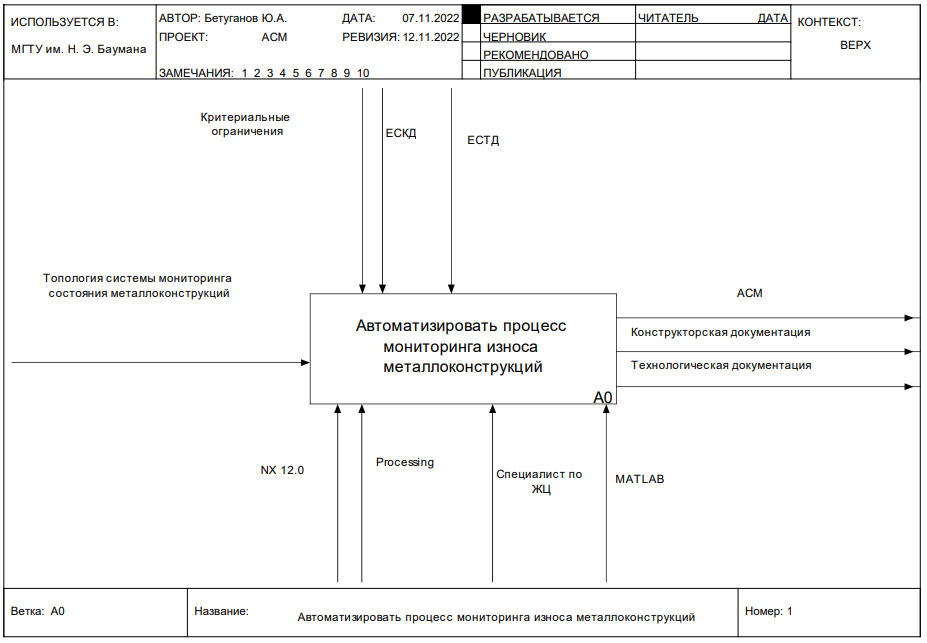 ИСПОЛЬЗУЕТСЯ В:
МГТУ им. Н. Э. Баумана
АВТОР: Бетуганов Ю.А. ДАТА: 07.11.2022
ПРОЕКТ: АСМ РЕВИЗИЯ: 12.11.2022
ЗАМЕЧАНИЯ: 1 2 3 4 5 6 7 8 9 10
РАЗРАБАТЫВАЕТСЯ
ЧЕРНОВИК
РЕКОМЕНДОВАНО
ПУБЛИКАЦИЯ
ЧИТАТЕЛЬ ДАТА
КОНТЕКСТ:
ВЕРХ
Критериальные
ограничения
ЕСКД
ЕСТД
Топология системы мониторинга
состояния металлоконструкций
Автоматизировать процесс
мониторинга износа
металлоконструкций
A0
АСМ
Конструкторская документация
Технологическая документация
NX 12.0
Processing
Специалист по
ЖЦ
MATLAB
Ветка: A0
Название: Автоматизировать процесс мониторинга износа металлоконструкций
Номер: 1